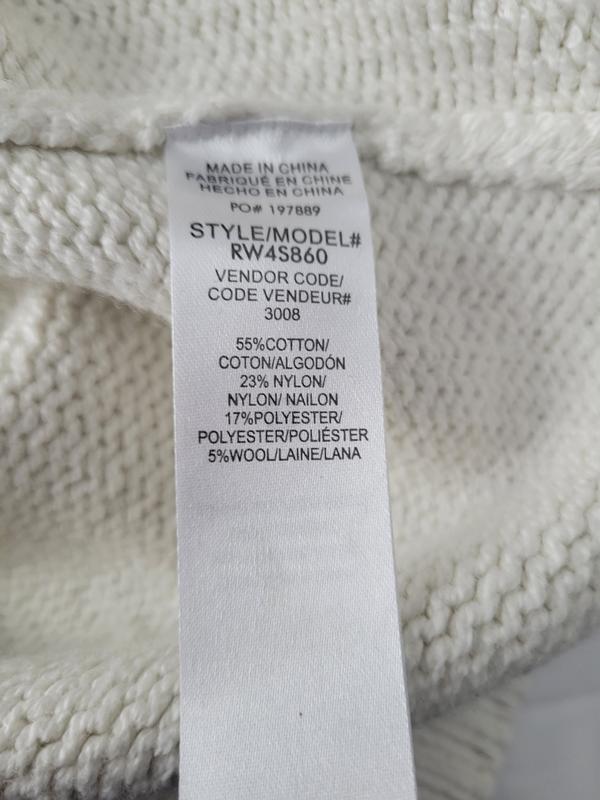 MADE IN CHINA
FABRIQUÉ EN CHINE
HECHO EN CHINA
PO# 197889
STYLE/MODEL#
RW4S860
VENDOR CODE/
CODE VENDEUR#
3008
55%COTTON/
COTON/ALGODÓN
23% NYLON/
NYLON/ NAILON
17%POLYESTER/
POLYESTER/POLIÉSTER
5%WOOL/LAINE/LANA